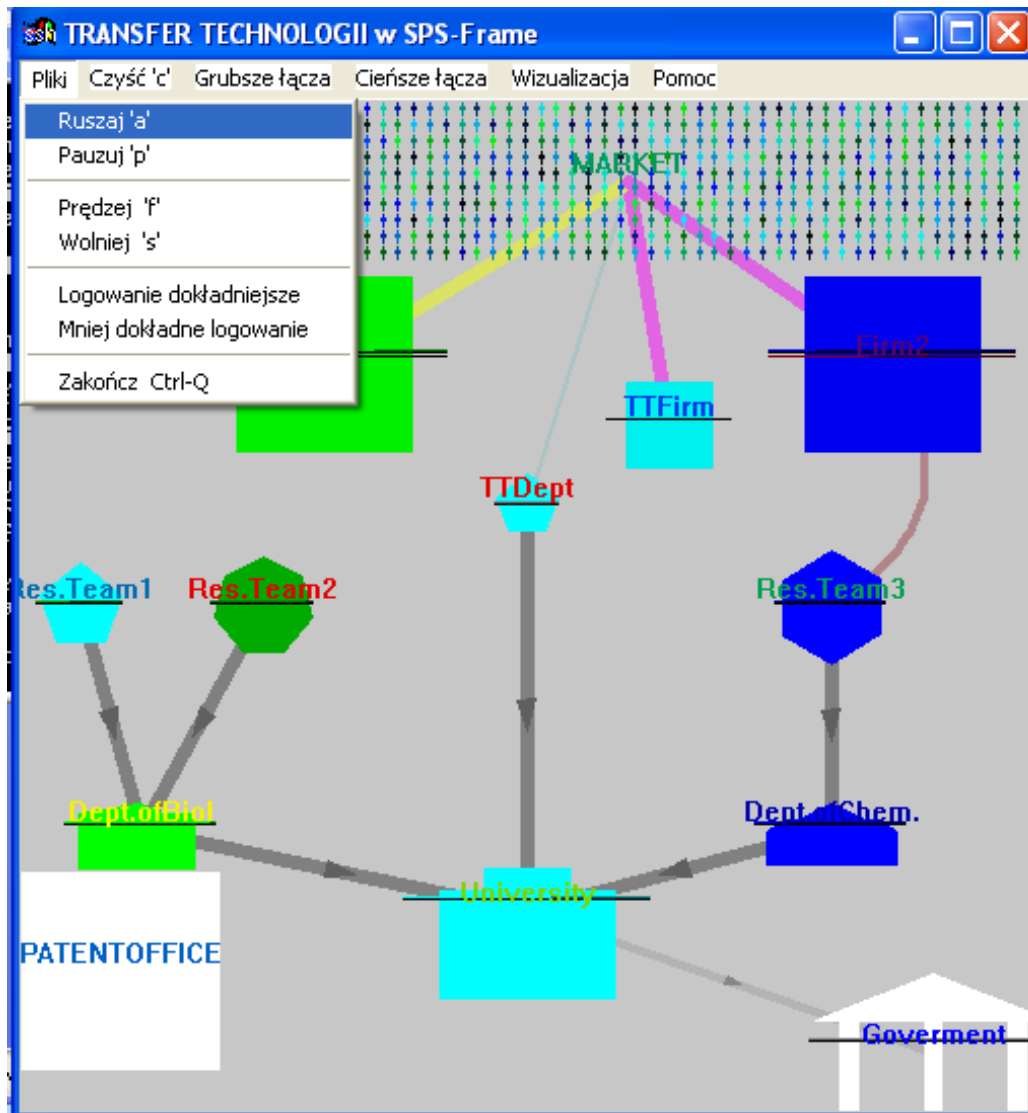 TRANSFER TECHNOLOGII w SPS-Frame
Pliki Czyść 'c' Grubsze łącza Cieńsze łącza Wizualizacja Pomoc
Ruszaj 'a'
Pauzuj 'p'
Prędzej 'f'
Wolniej 's'
Logowanie dokładniejsze
Mniej dokładne logowanie
Zakończ Ctrl-Q
MARKET
Firm2
TTFirm
TTDept
Res.Team1
Res.Team2
Res.Team3
Dept.ofBiol
Dept.ofChem.
University
PATENTOFFICE
Goverment